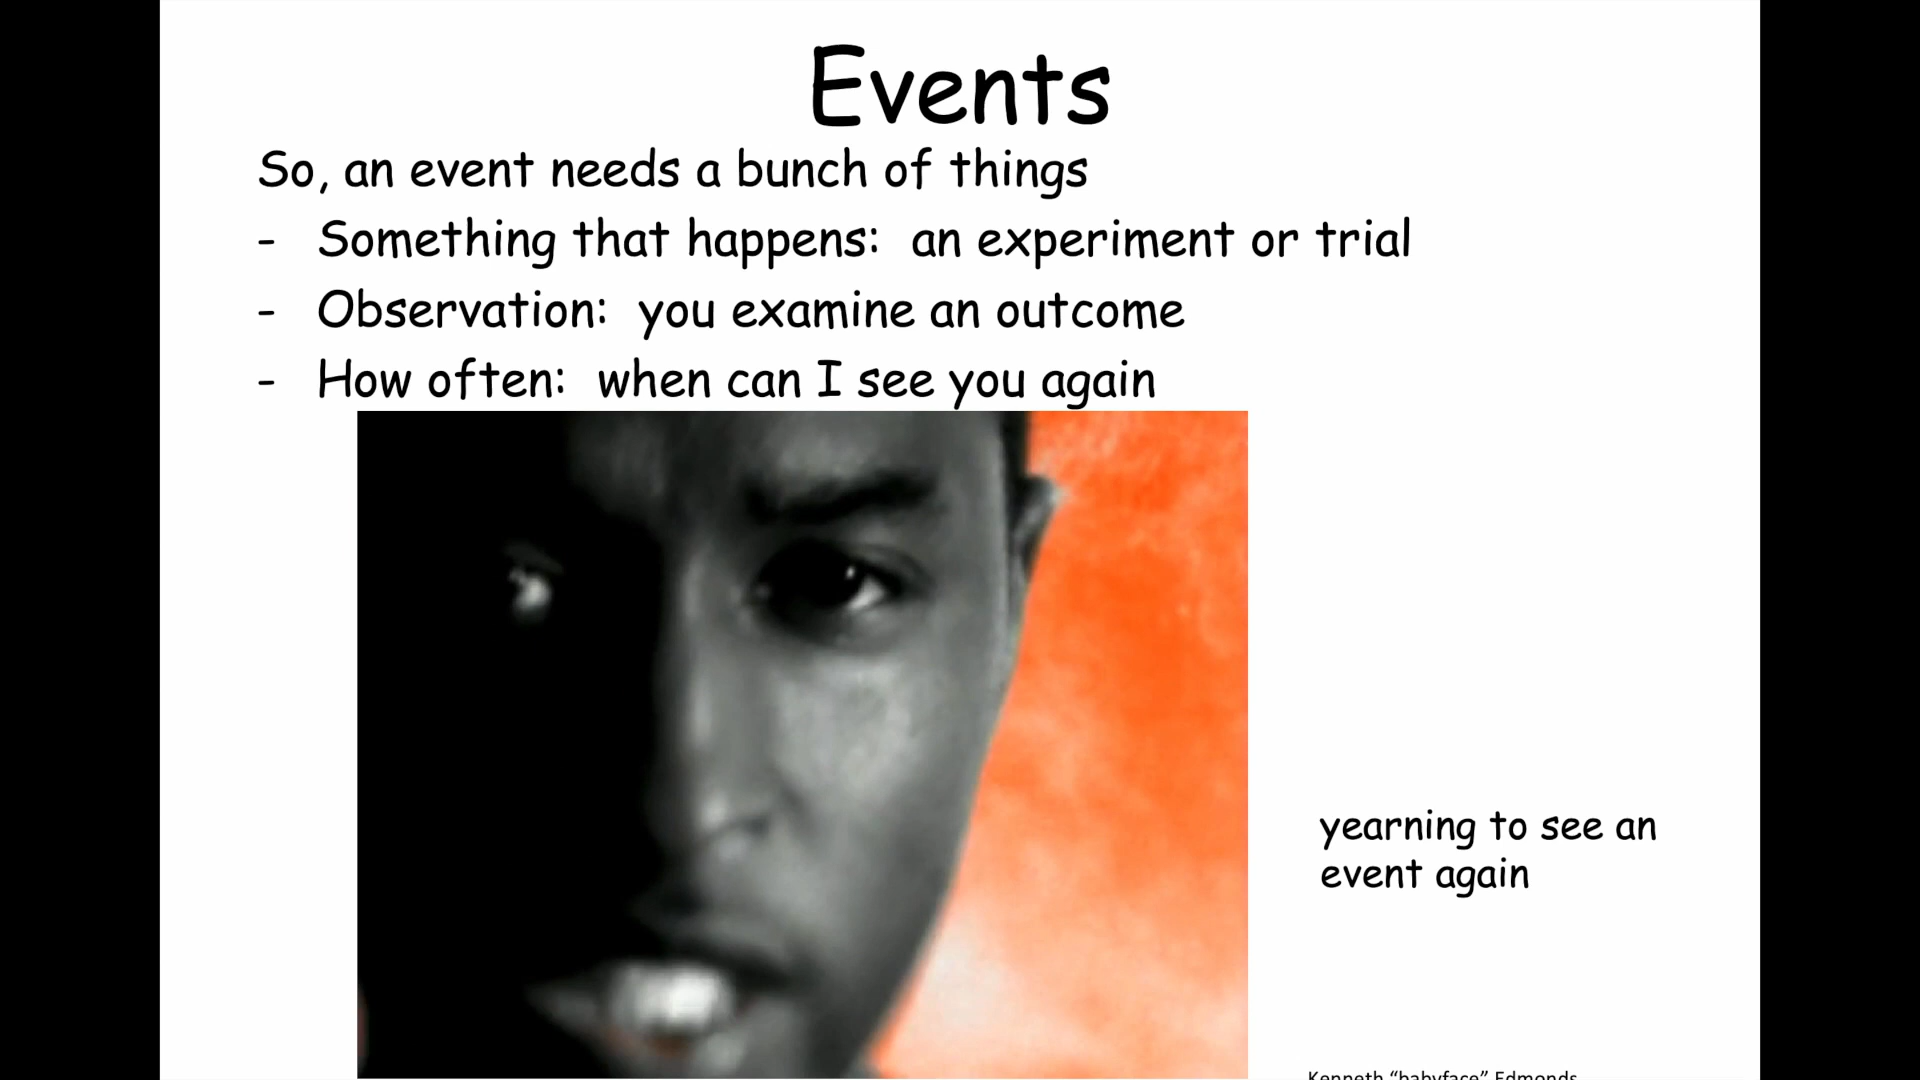 Events
So, an event needs a bunch of things
- Something that happens: an experiment or trial
- Observation: you examine an outcome
- How often: when can I see you again
yearning to see an
event again
Kenneth “babyface” Edmonds